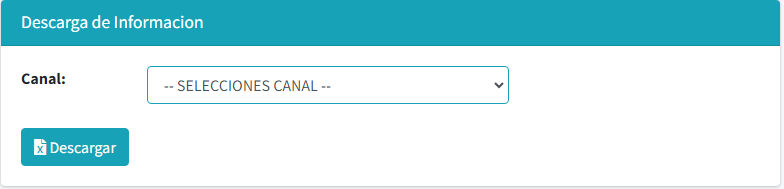 Descarga de Informacion
Canal:
-- SELECCIONES CANAL --
Descargar